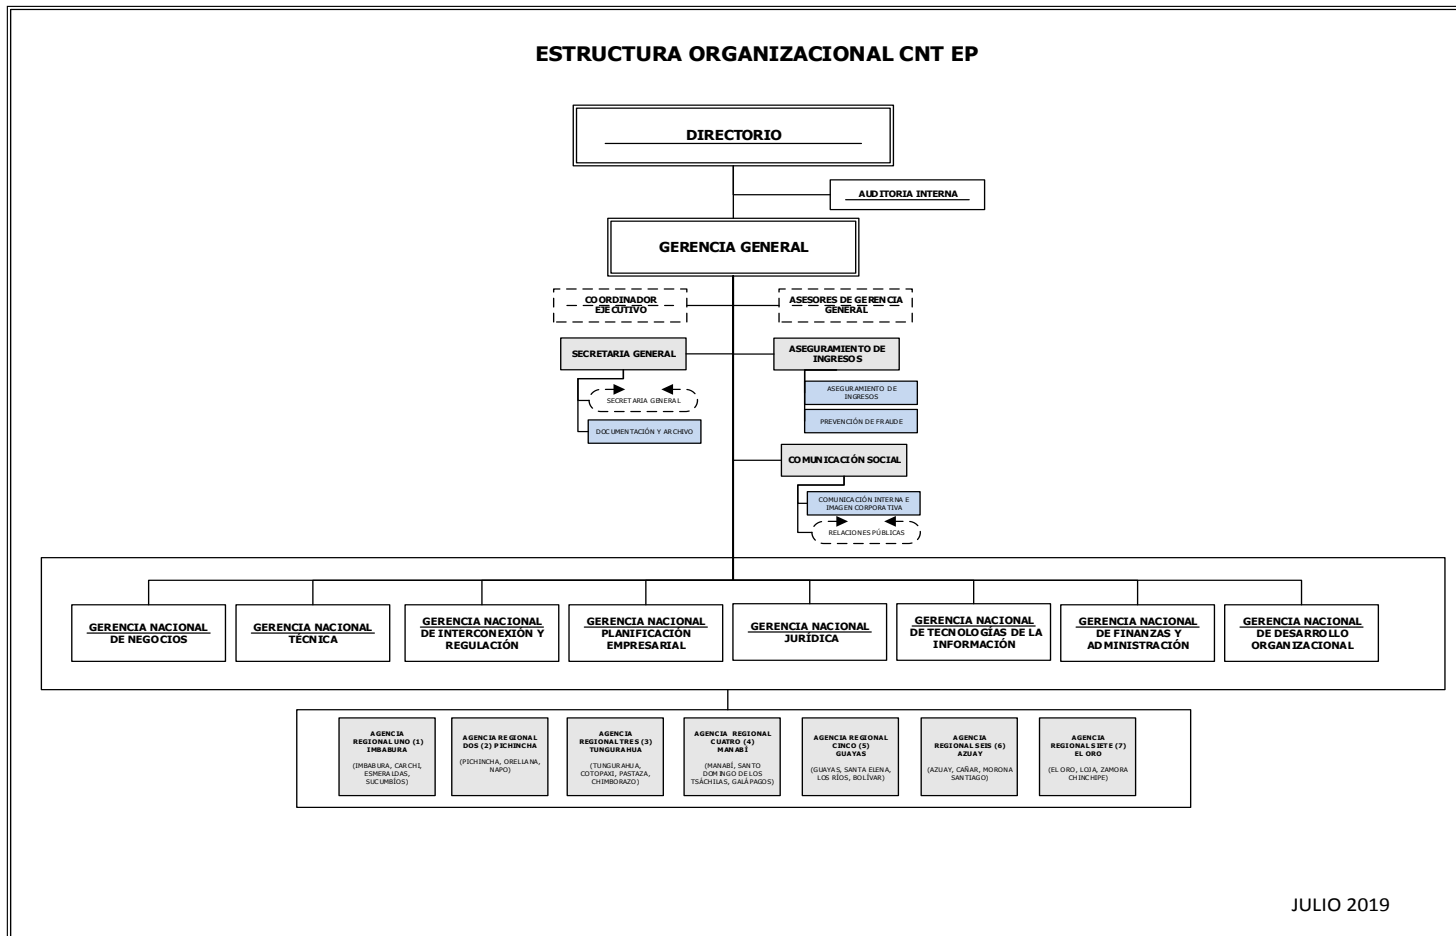 ESTRUCTURA ORGANIZACIONAL CNT EP
DIRECTORIO
AUDITORIA INTERNA
GERENCIA GENERAL
COORDINADOR
EJECUTIVO
ASESORES DE GERENCIA
GENERAL
SECRETARIA GENERAL
ASEGURAMIENTO DE
INGRESOS
SECRETARIA GENERAL
DOCUMENTACIÓN Y ARCHIVO
ASEGURAMIENTO DE
INGRESOS
PREVENCIÓN DE FRAUDE
COMUNICACIÓN SOCIAL
COMUNICACIÓN INTERNA E
IMAGEN CORPORATIVA
RELACIONES PÚBLICAS
GERENCIA NACIONAL
DE NEGOCIOS
GERENCIA NACIONAL
TÉCNICA
GERENCIA NACIONAL
DE INTERCONEXIÓN Y
REGULACIÓN
GERENCIA NACIONAL
PLANIFICACIÓN
EMPRESARIAL
GERENCIA NACIONAL
JURÍDICA
GERENCIA NACIONAL
DE TECNOLOGÍAS DE LA
INFORMACIÓN
GERENCIA NACIONAL
DE FINANZAS Y
ADMINISTRACIÓN
GERENCIA NACIONAL
DE DESARROLLO
ORGANIZACIONAL
AGENCIA
REGIONAL UNO (1)
IMBABURA
(IMBABURA, CARCHI,
ESMERALDAS,
SUCUMBÍOS)
AGENCIA REGIONAL
DOS (2) PICHINCHA
(PICHINCHA, ORELLANA,
NAPO)
AGENCIA
REGIONAL TRES (3)
TUNGURAHUA
(TUNGURAHUA,
COTOPAXI, PASTAZA,
CHIMBORAZO)
AGENCIA REGIONAL
CUATRO (4)
MANABÍ
(MANABÍ, SANTO
DOMINGO DE LOS
TSÁCHILAS, GALÁPAGOS)
AGENCIA REGIONAL
CINCO (5)
GUAYAS
(GUAYAS, SANTA ELENA,
LOS RÍOS, BOLÍVAR)
AGENCIA
REGIONAL SEIS (6)
AZUAY
(AZUAY, CAÑAR, MORONA
SANTIAGO)
AGENCIA
REGIONAL SIETE (7)
EL ORO
(EL ORO, LOJA, ZAMORA
CHINCHIPE)
JULIO 2019